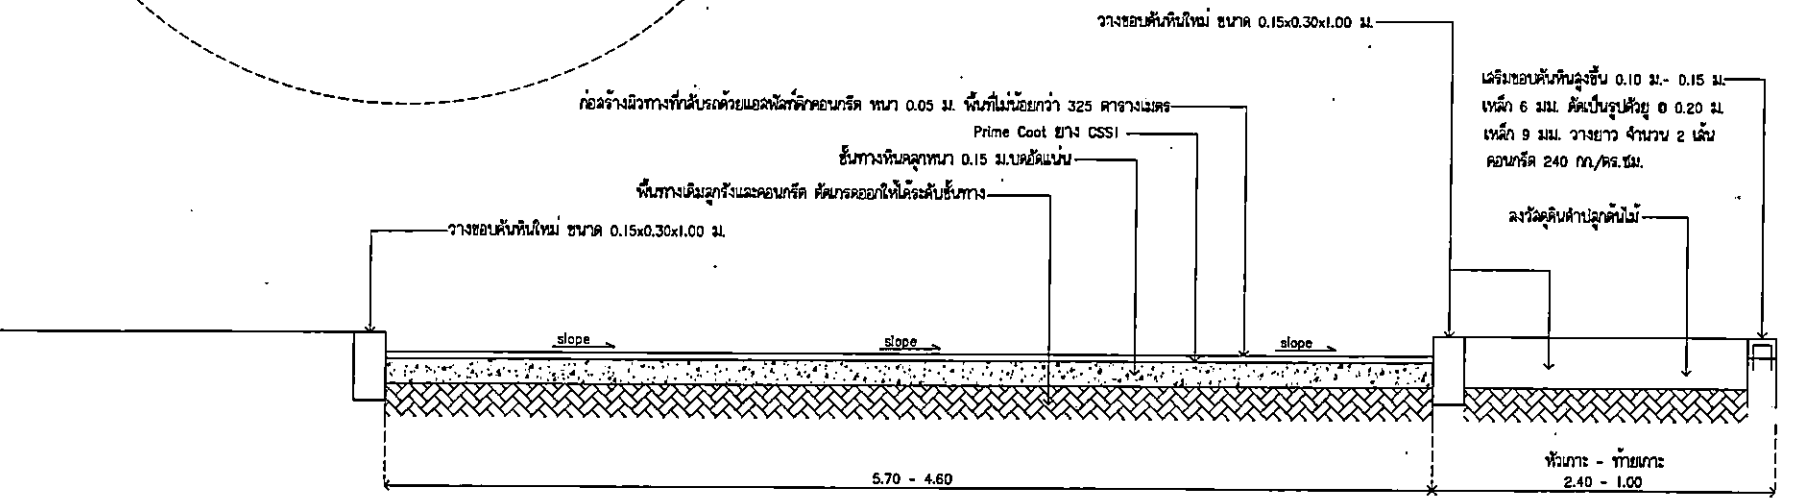 วางขอบคันหินใหม่ ขนาด 0.15x0.30x1.00 ม.
เสริมขอบคันหินสูงขึ้น 0.10 ม.- 0.15 ม.
เหล็ก 6 มม. ดัดเป็นรูปตัวยู @ 0.20 ม.
เหล็ก 9 มม. วางยาว จำนวน 2 เส้น
คอนกรีต 240 กก./ตร.ซม.
ก่อสร้างผิวทางที่กลับรถด้วยแอสฟัลท์ติกคอนกรีต หนา 0.05 ม. พื้นที่ไม่น้อยกว่า 325 ตารางเมตร
Prime Coat ยาง CSS1
ชั้นทางหินคลุกหนา 0.15 ม.บดอัดแน่น
พื้นทางเดิมลูกรังและคอนกรีต ตัดเกรดออกให้ได้ระดับชั้นทาง
ลงวัสดุดินดำปลูกต้นไม้
วางขอบคันหินใหม่ ขนาด 0.15x0.30x1.00 ม.
slope
slope
slope
หัวเกาะ - ท้ายเกาะ
5.70 - 4.60
2.40 - 1.00